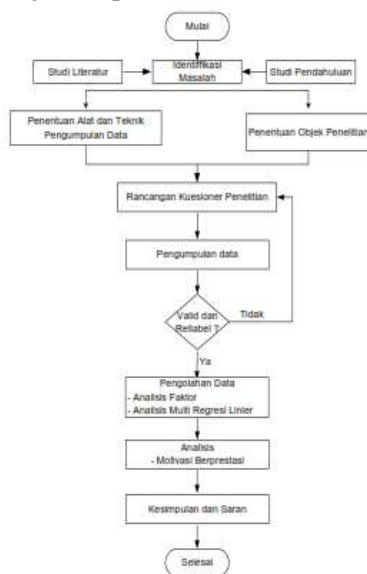 Mulai
Studi Literatur
Identifikasi
Masalah
Studi Pendahuluan
Penentuan Alat dan Teknik
Pengumpulan Data
Penentuan Objek Penelitian
Rancangan Kuesioner Penelitian
Pengumpulan data
Valid dan
Reliabel ?
Tidak
Ya
Pengolahan Data
- Analisis Faktor
- Analisis Multi Regresi Linier
Analisis
- Motivasi Berprestasi
Kesimpulan dan Saran
Selesai